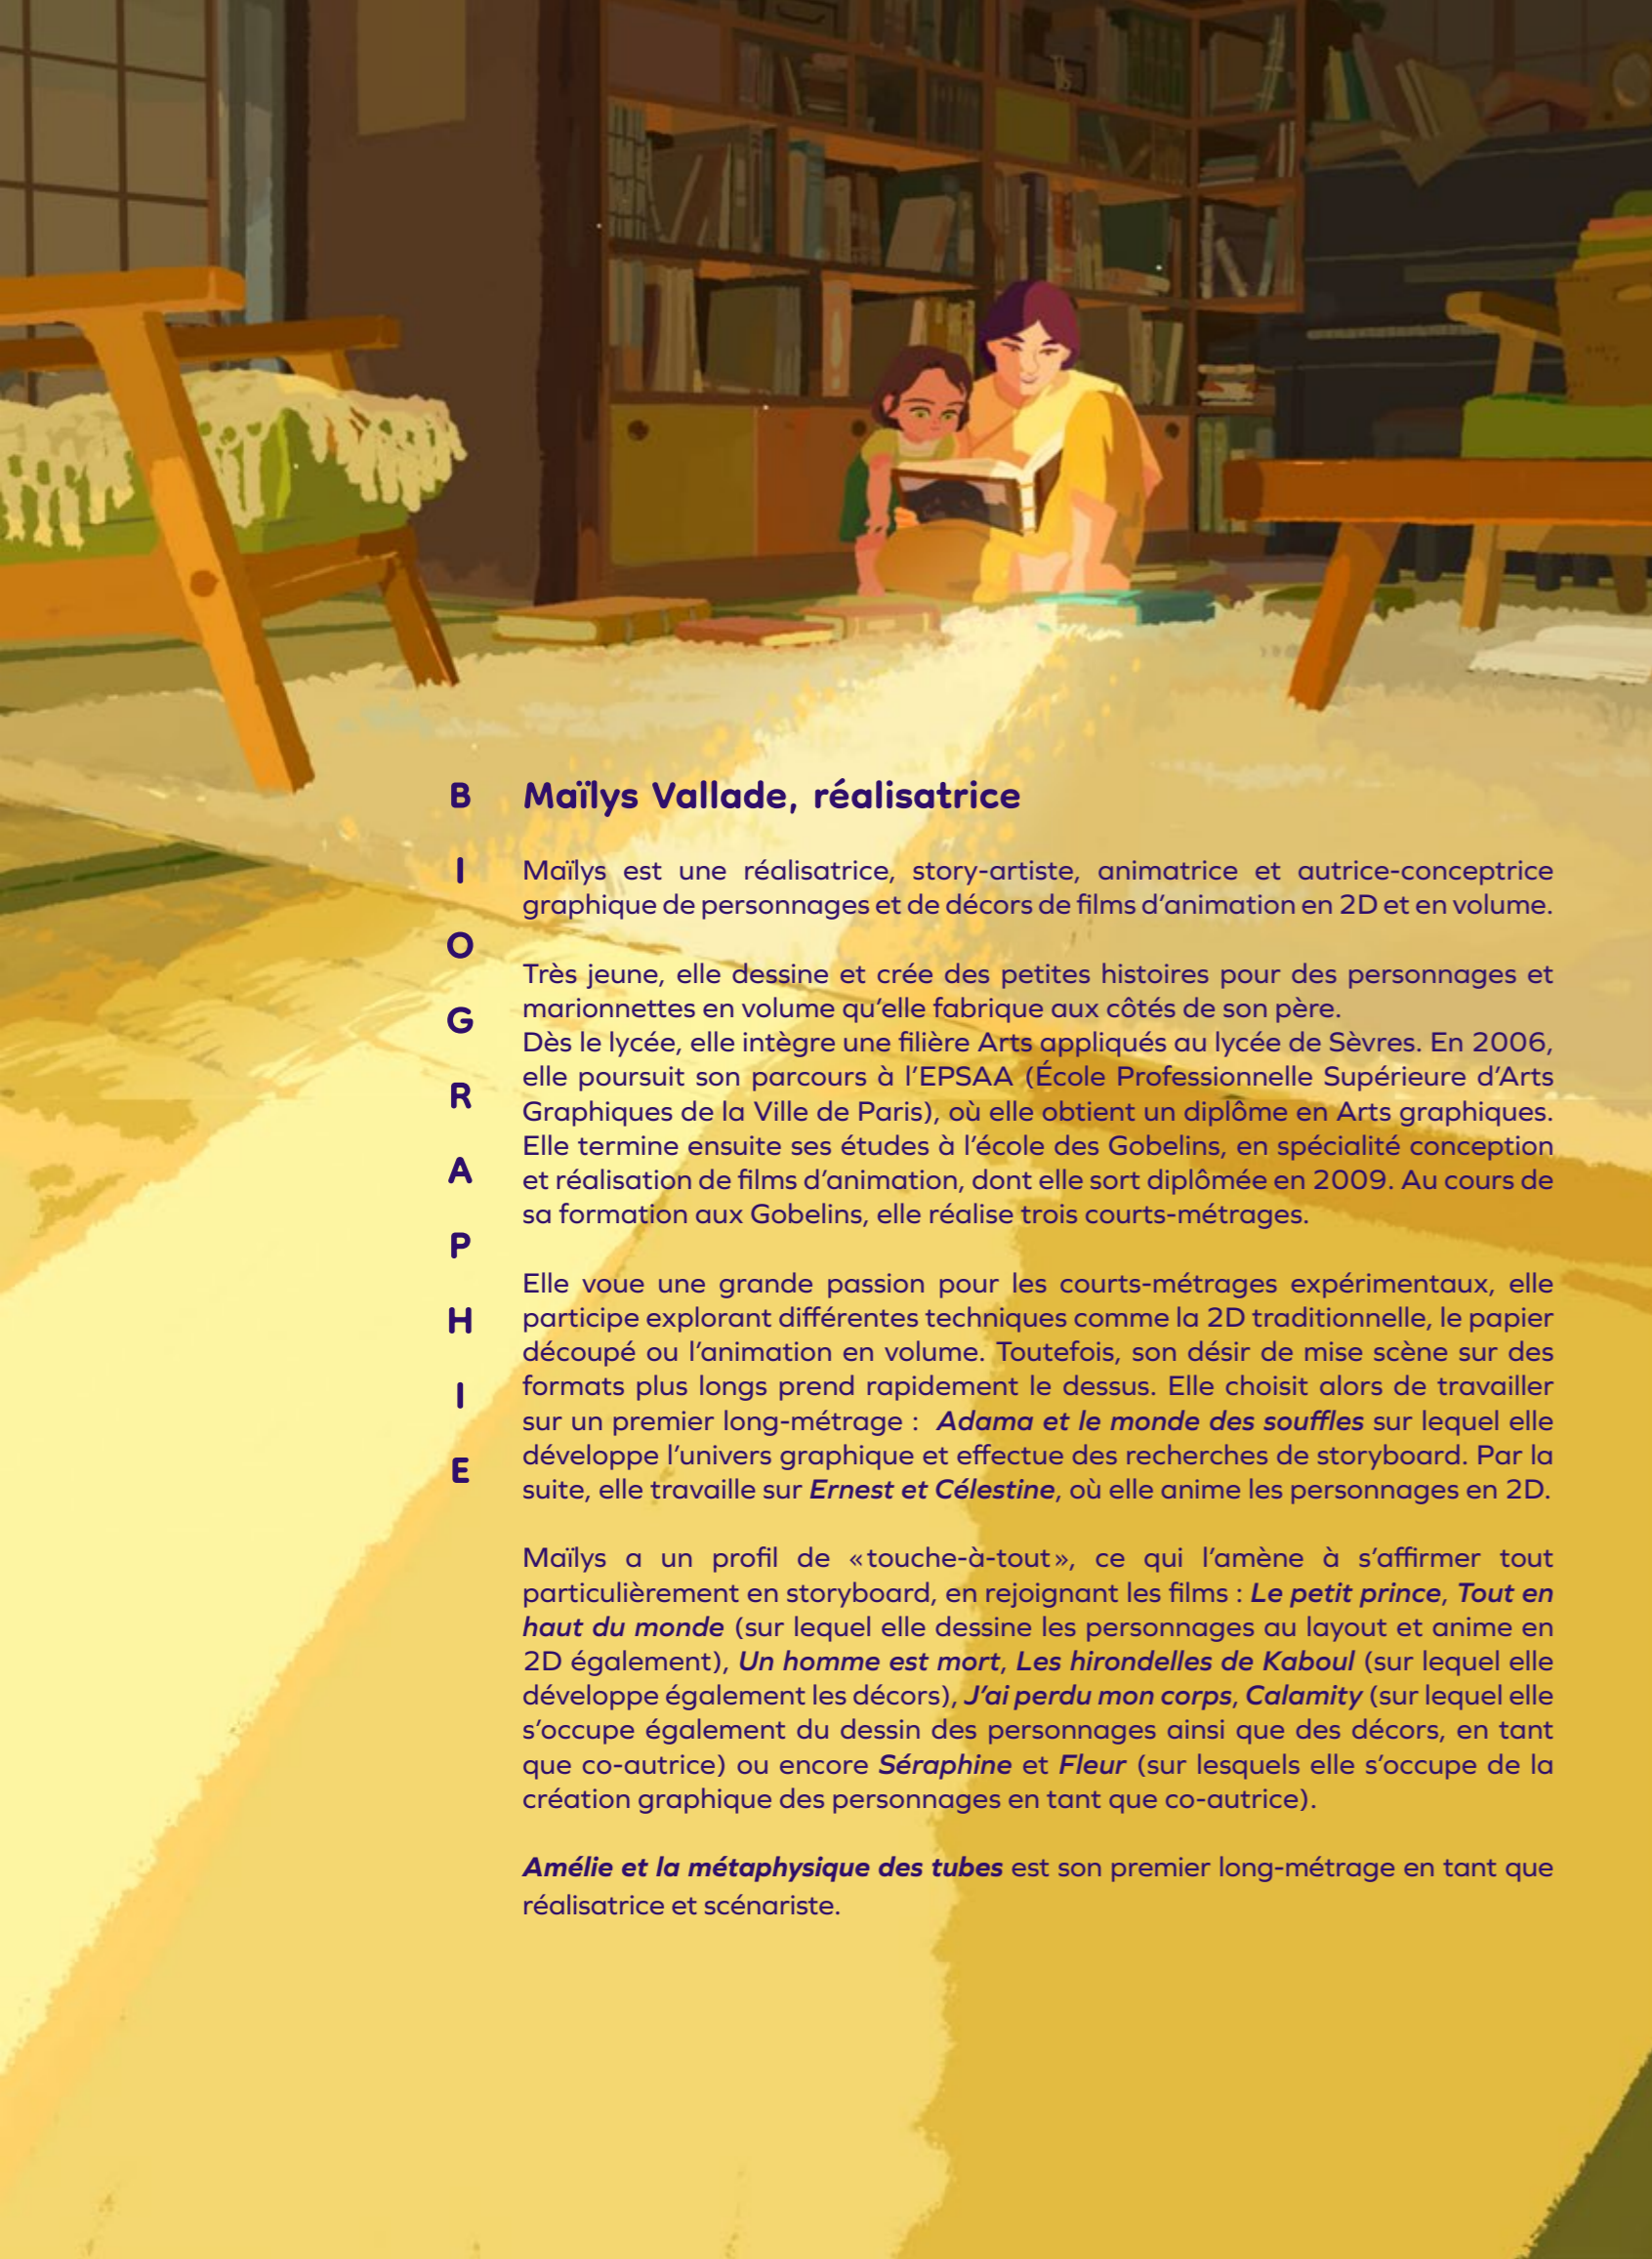 BIOGRAPHIE
Maïlys Vallade, réalisatrice
Maïlys est une réalisatrice, story-artiste, animatrice et autrice-conceptrice
graphique de personnages et de décors de films d’animation en 2D et en volume.
Très jeune, elle dessine et crée des petites histoires pour des personnages et
marionnettes en volume qu’elle fabrique aux côtés de son père.
Dès le lycée, elle intègre une filière Arts appliqués au lycée de Sèvres. En 2006,
elle poursuit son parcours à l’EPSAA (École Professionnelle Supérieure d’Arts
Graphiques de la Ville de Paris), où elle obtient un diplôme en Arts graphiques.
Elle termine ensuite ses études à l’école des Gobelins, en spécialité conception
et réalisation de films d’animation, dont elle sort diplômée en 2009. Au cours de
sa formation aux Gobelins, elle réalise trois courts-métrages.
Elle voue une grande passion pour les courts-métrages expérimentaux, elle
participe explorant différentes techniques comme la 2D traditionnelle, le papier
découpé ou l’animation en volume. Toutefois, son désir de mise scène sur des
formats plus longs prend rapidement le dessus. Elle choisit alors de travailler
sur un premier long-métrage : Adama et le monde des souffles sur lequel elle
développe l’univers graphique et effectue des recherches de storyboard. Par la
suite, elle travaille sur Ernest et Célestine, où elle anime les personnages en 2D.
Maïlys a un profil de «touche-à-tout», ce qui l’amène à s’affirmer tout
particulièrement en storyboard, en rejoignant les films : Le petit prince, Tout en
haut du monde (sur lequel elle dessine les personnages au layout et anime en
2D également), Un homme est mort, Les hirondelles de Kaboul (sur lequel elle
développe également les décors), J’ai perdu mon corps, Calamity (sur lequel elle
s’occupe également du dessin des personnages ainsi que des décors, en tant
que co-autrice) ou encore Séraphine et Fleur (sur lesquels elle s’occupe de la
création graphique des personnages en tant que co-autrice).
Amélie et la métaphysique des tubes est son premier long-métrage en tant que
réalisatrice et scénariste.